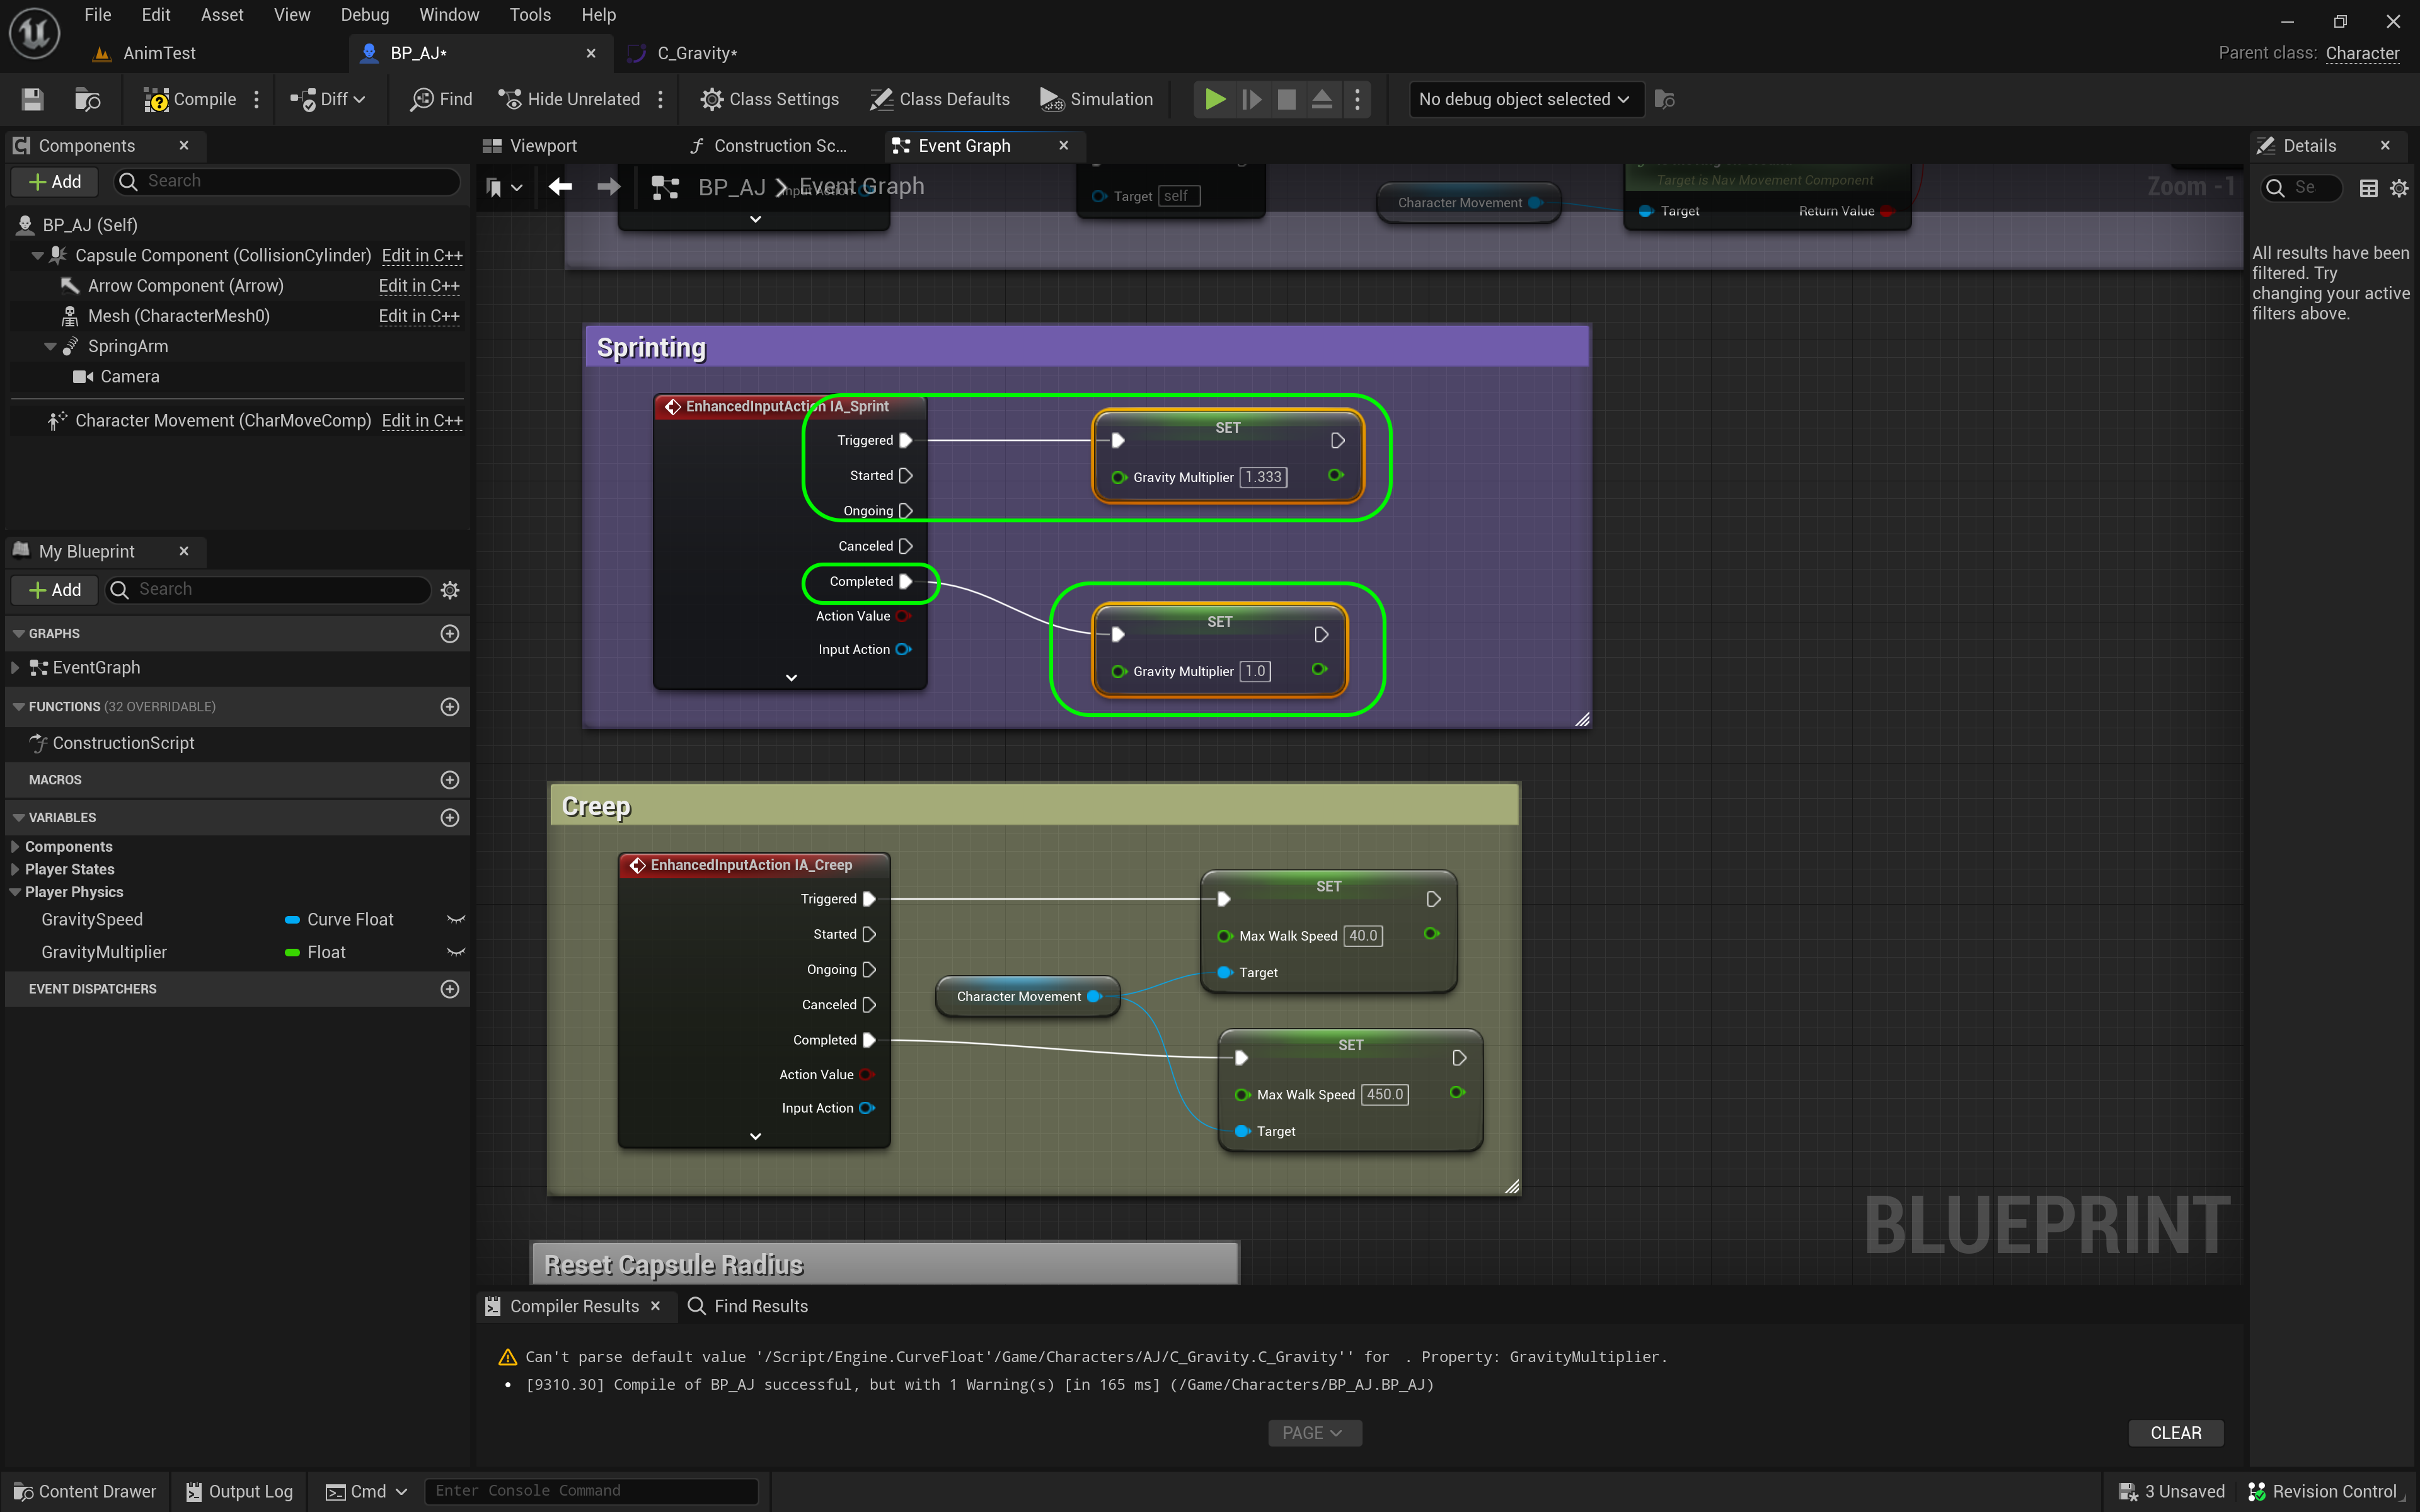 File Edit Asset View Debug Window Tools Help
AnimTest
BP_AJ*
C_Gravity*
Parent class: Character
Compile
Diff
Find
Hide Unrelated
Class Settings
Class Defaults
Simulation
No debug object selected
Components
Add
Search
BP_AJ (Self)
Capsule Component (CollisionCylinder) Edit in C++
Arrow Component (Arrow) Edit in C++
Mesh (CharacterMesh0) Edit in C++
SpringArm
Camera
Character Movement (CharMoveComp) Edit in C++
My Blueprint
Add
Search
GRAPHS
EventGraph
FUNCTIONS (32 OVERRIDABLE)
ConstructionScript
MACROS
VARIABLES
Components
Player States
Player Physics
GravitySpeed Curve Float
GravityMultiplier Float
EVENT DISPATCHERS
Viewport
Construction Sc...
Event Graph
BP_AJ Event Graph
Zoom -1
Input Action
Target self
Character Movement
Target is Nav Movement Component
Target Return Value
Sprinting
EnhancedInputAction IA_Sprint
Triggered
Started
Ongoing
Canceled
Completed
Action Value
Input Action
SET
Gravity Multiplier 1.333
SET
Gravity Multiplier 1.0
Creep
EnhancedInputAction IA_Creep
Triggered
Started
Ongoing
Canceled
Completed
Action Value
Input Action
Character Movement
SET
Max Walk Speed 40.0
Target
SET
Max Walk Speed 450.0
Target
Reset Capsule Radius
BLUEPRINT
Details
Se
All results have been
filtered. Try
changing your active
filters above.
Compiler Results
Find Results
Can't parse default value '/Script/Engine.CurveFloat'/Game/Characters/AJ/C_Gravity.C_Gravity'' for . Property: GravityMultiplier.
[9310.30] Compile of BP_AJ successful, but with 1 Warning(s) [in 165 ms] (/Game/Characters/BP_AJ.BP_AJ)
PAGE
CLEAR
Content Drawer
Output Log
Cmd
Enter Console Command
3 Unsaved
Revision Control